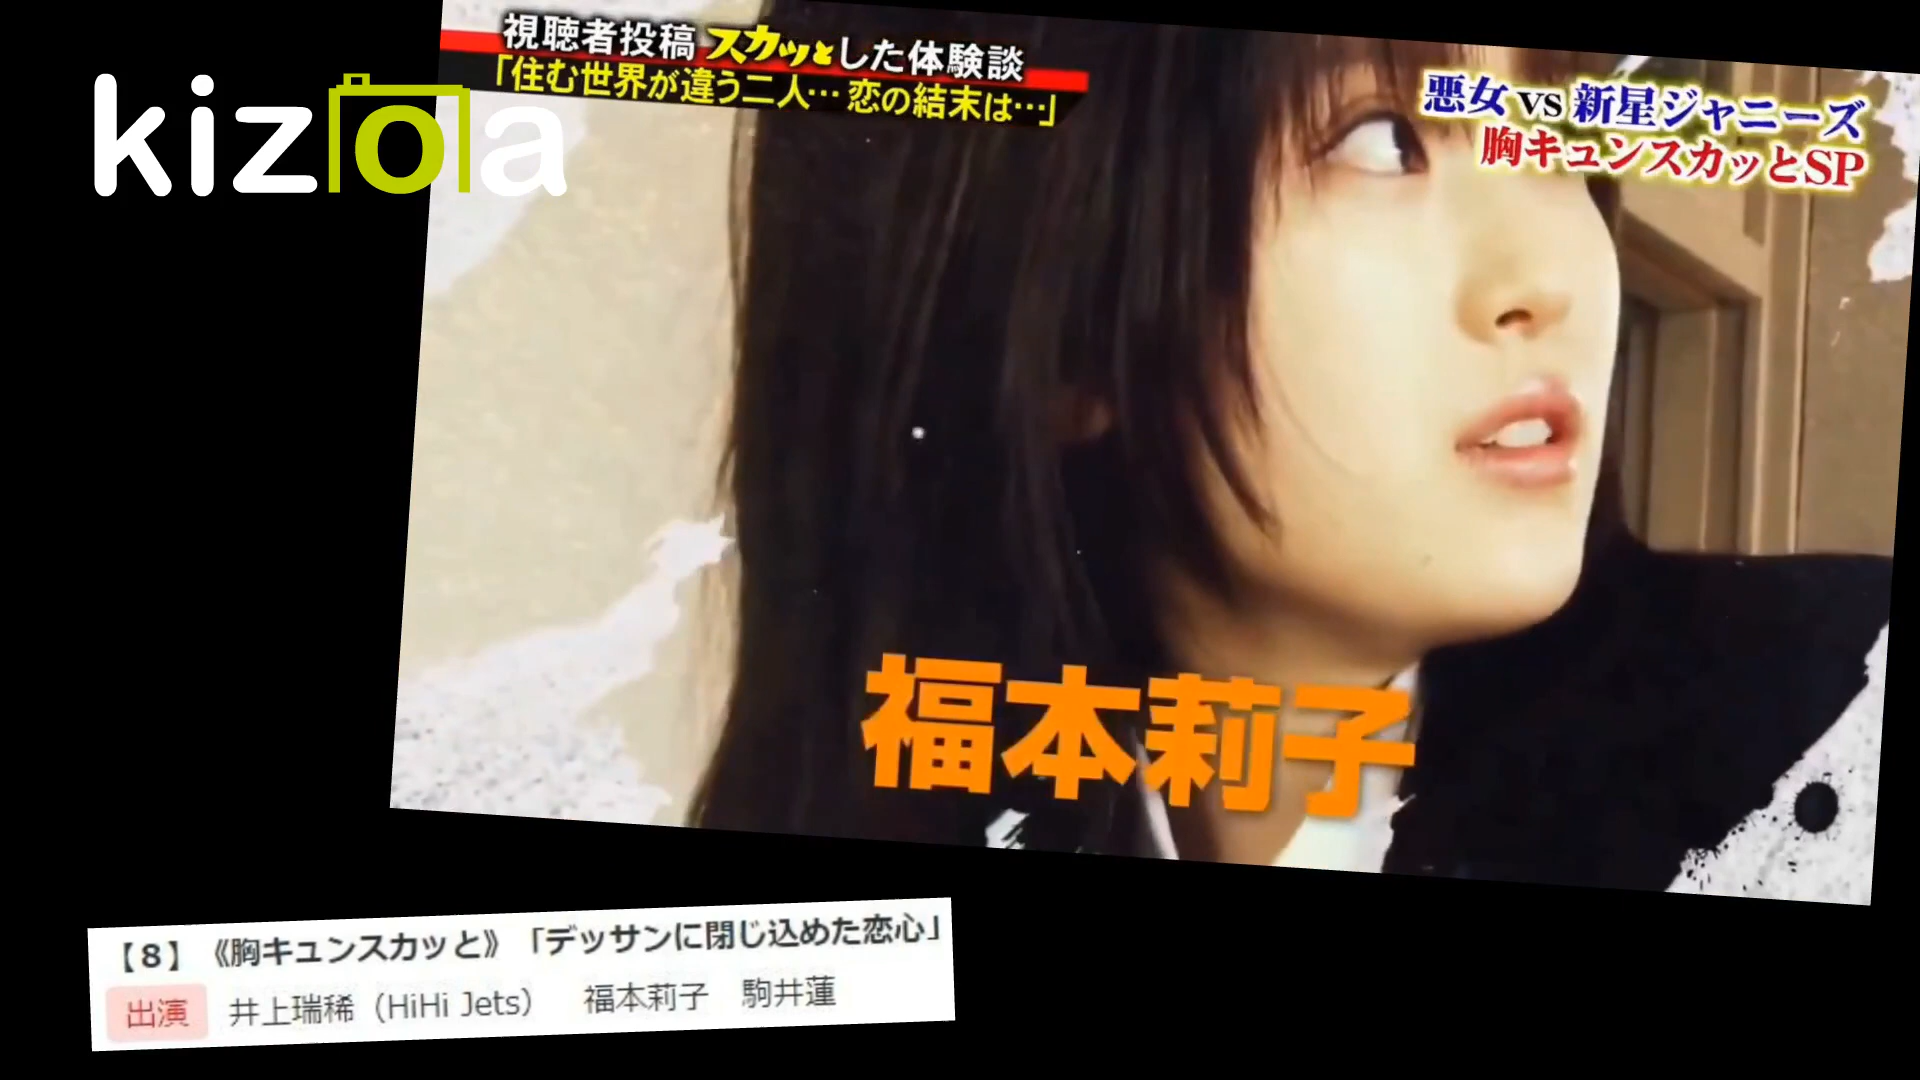 視聴者投稿 スカッとした体験談
「住む世界が違う二人… 恋の結末は…」
悪女 vs 新星ジャニーズ
胸キュンスカッとSP
kizoa
福本莉子
【8】《胸キュンスカッと》「デッサンに閉じ込めた恋心」
出演 井上瑞稀（HiHi Jets） 福本莉子 駒井蓮